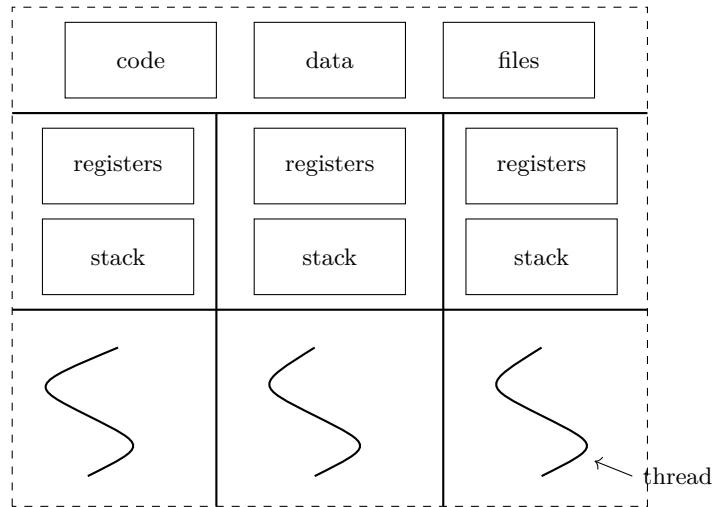 code data files
registers registers registers
stack stack stack
thread